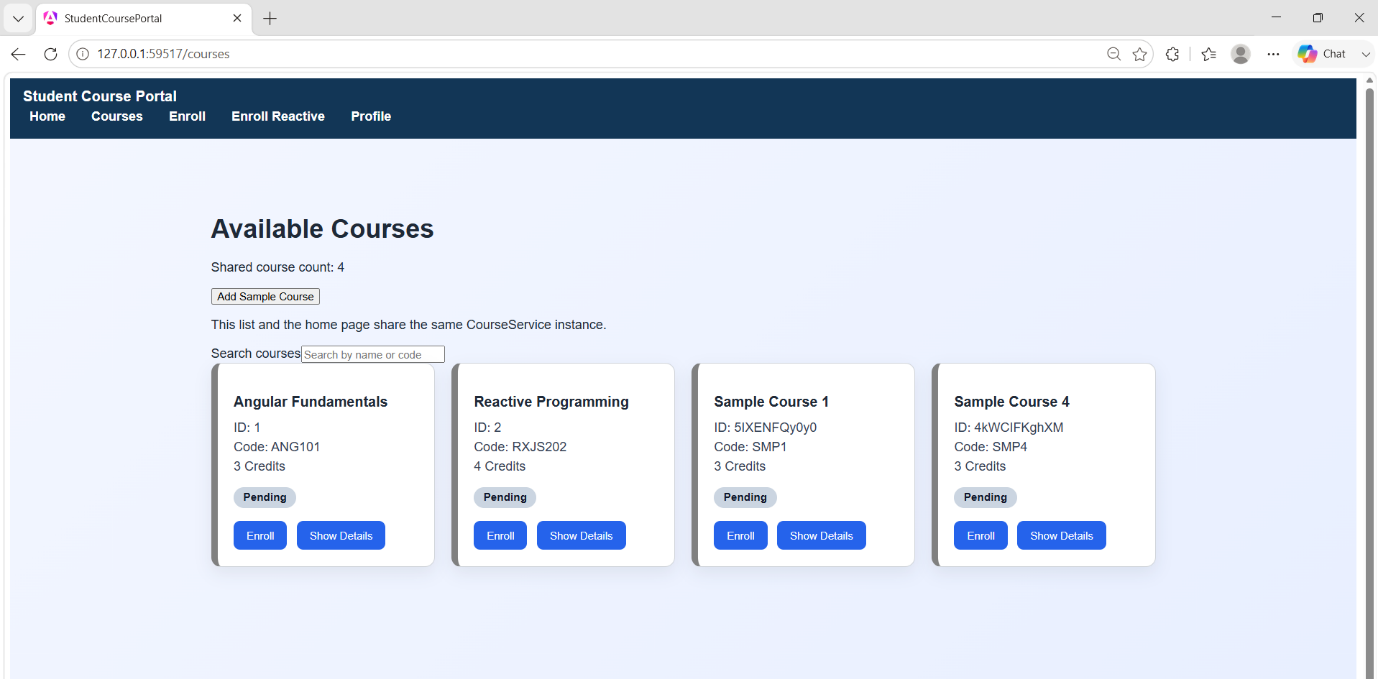 StudentCoursePortal
127.0.0.1:59517/courses
Chat
Student Course Portal
Home Courses Enroll Enroll Reactive Profile
Available Courses
Shared course count: 4
Add Sample Course
This list and the home page share the same CourseService instance.
Search courses Search by name or code
Angular Fundamentals
ID: 1
Code: ANG101
3 Credits
Pending
Enroll Show Details
Reactive Programming
ID: 2
Code: RXJS202
4 Credits
Pending
Enroll Show Details
Sample Course 1
ID: 5IXENFQy0y0
Code: SMP1
3 Credits
Pending
Enroll Show Details
Sample Course 4
ID: 4kWCIFKghXM
Code: SMP4
3 Credits
Pending
Enroll Show Details